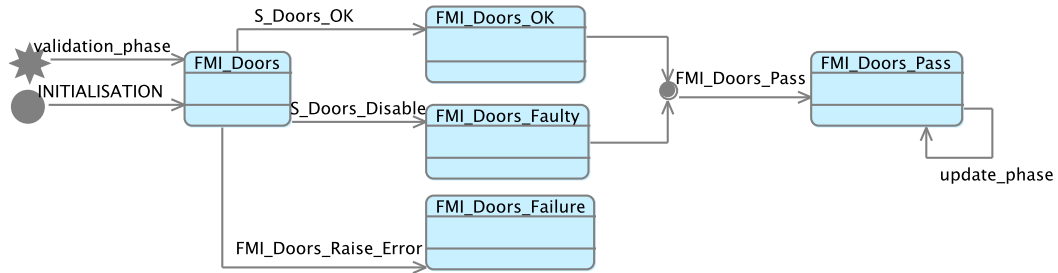 S_Doors_OK
FMI_Doors_OK
validation_phase
FMI_Doors
FMI_Doors_Pass
FMI_Doors_Pass
INITIALISATION
S_Doors_Disable
FMI_Doors_Faulty
update_phase
FMI_Doors_Failure
FMI_Doors_Raise_Error